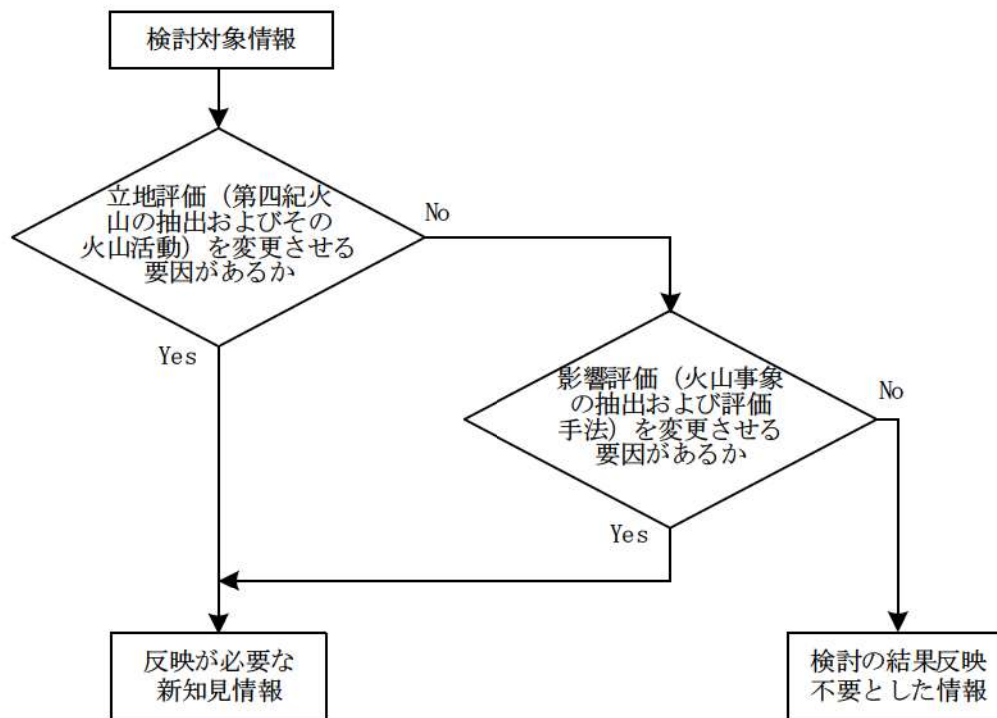 検討対象情報
立地評価（第四紀火
山の抽出およびその
火山活動）を変更させる
要因があるか
No
Yes
影響評価（火山事象
の抽出および評価
手法）を変更させる
要因があるか
No
Yes
反映が必要な
新知見情報
検討の結果反映
不要とした情報